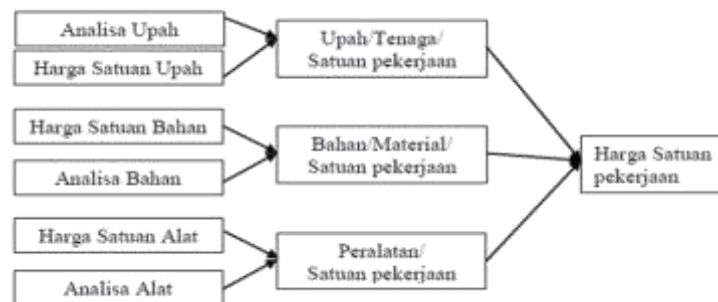 Analisa Upah
Harga Satuan Upah
Harga Satuan Bahan
Analisa Bahan
Harga Satuan Alat
Analisa Alat
Upah/Tenaga/
Satuan pekerjaan
Bahan/Material/
Satuan pekerjaan
Peralatan/
Satuan pekerjaan
Harga Satuan
pekerjaan